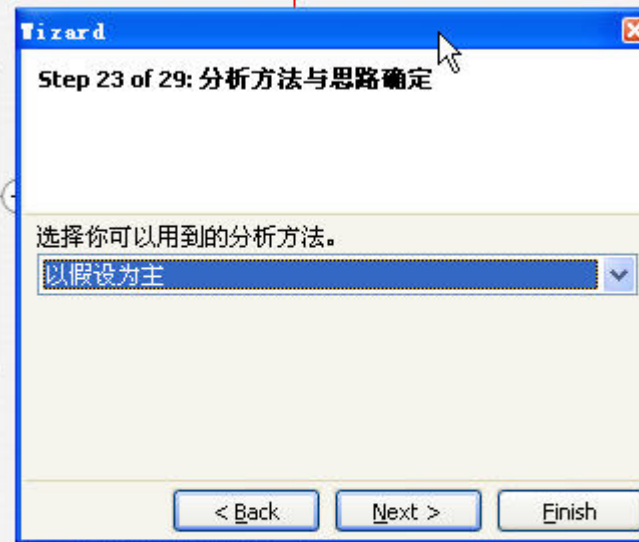 Wizard
Step 23 of 29: 分析方法与思路确定
选择你可以用到的分析方法。
以假设为主
< Back
Next >
Finish